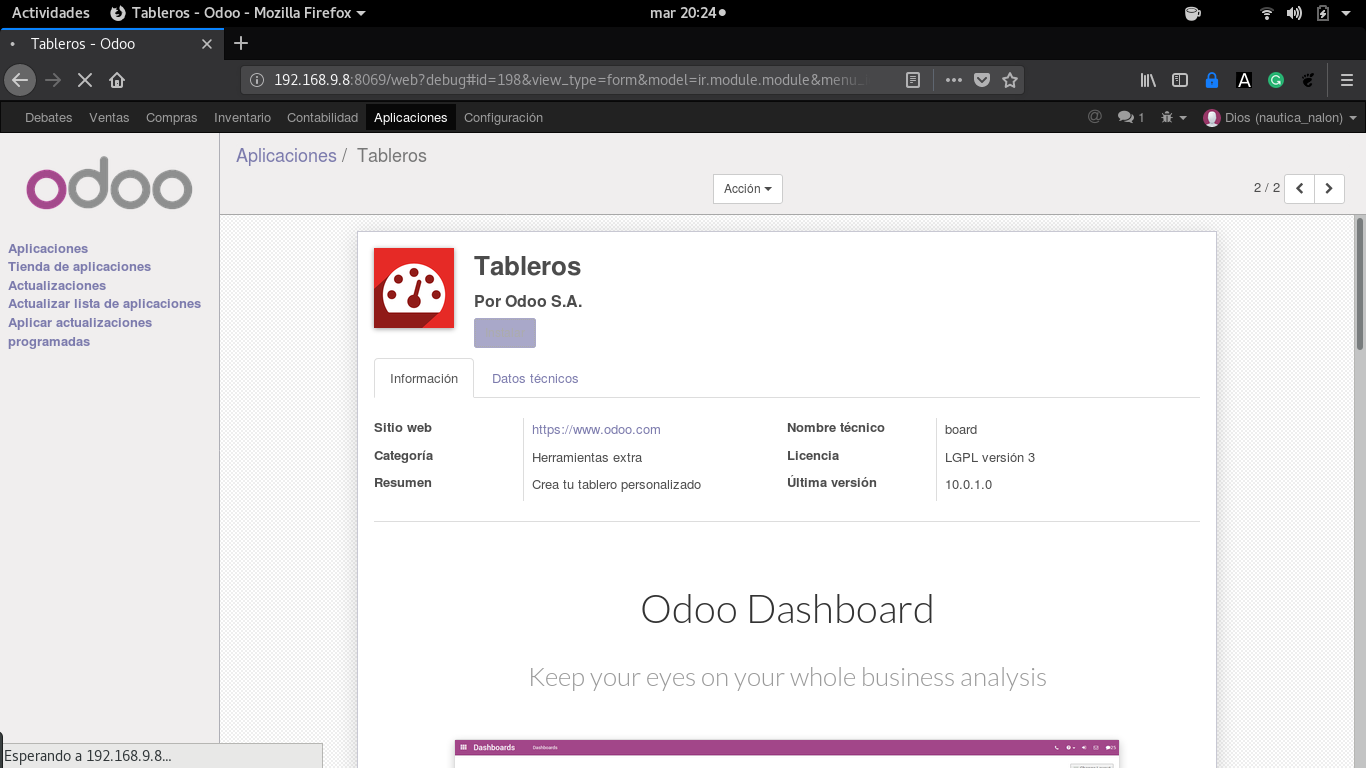 Actividades Tableros - Odoo - Mozilla Firefox mar 20:24
Tableros - Odoo
192.168.9.8:8069/web?debug#id=198&view_type=form&model=ir.module.module&menu_
Debates Ventas Compras Inventario Contabilidad Aplicaciones Configuración @ 1 Dios (nautica_nalon)
odoo
Aplicaciones
Tienda de aplicaciones
Actualizaciones
Actualizar lista de aplicaciones
Aplicar actualizaciones
programadas
Aplicaciones / Tableros
Acción
2 / 2
Tableros
Por Odoo S.A.
Información Datos técnicos
Sitio web https://www.odoo.com Nombre técnico board
Categoría Herramientas extra Licencia LGPL versión 3
Resumen Crea tu tablero personalizado Última versión 10.0.1.0
Odoo Dashboard
Keep your eyes on your whole business analysis
Dashboards Dashboards
Esperando a 192.168.9.8...